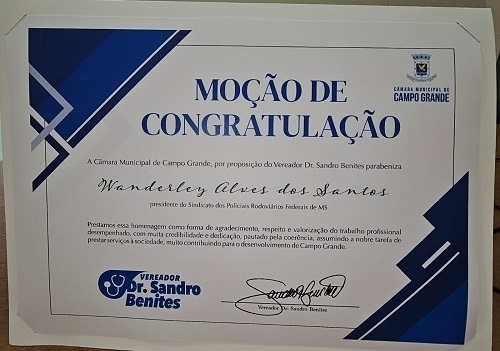 MOÇÃO DE
CONGRATULAÇÃO
CÂMARA MUNICIPAL DE
CAMPO GRANDE
A Câmara Municipal de Campo Grande, por proposição do Vereador Dr. Sandro Benites parabeniza
Wanderley Alves dos Santos
presidente do Sindicato dos Policiais Rodoviários Federais de MS
Prestamos essa homenagem como forma de agradecimento, respeito e valorização do trabalho profissional
desempenhado, com muita credibilidade e dedicação, pautado pela coerência, assumindo a nobre tarefa de
prestar serviços à sociedade, muito contribuindo para o desenvolvimento de Campo Grande.
VEREADOR
Dr. Sandro
Benites
Vereador Dr. Sandro Benites